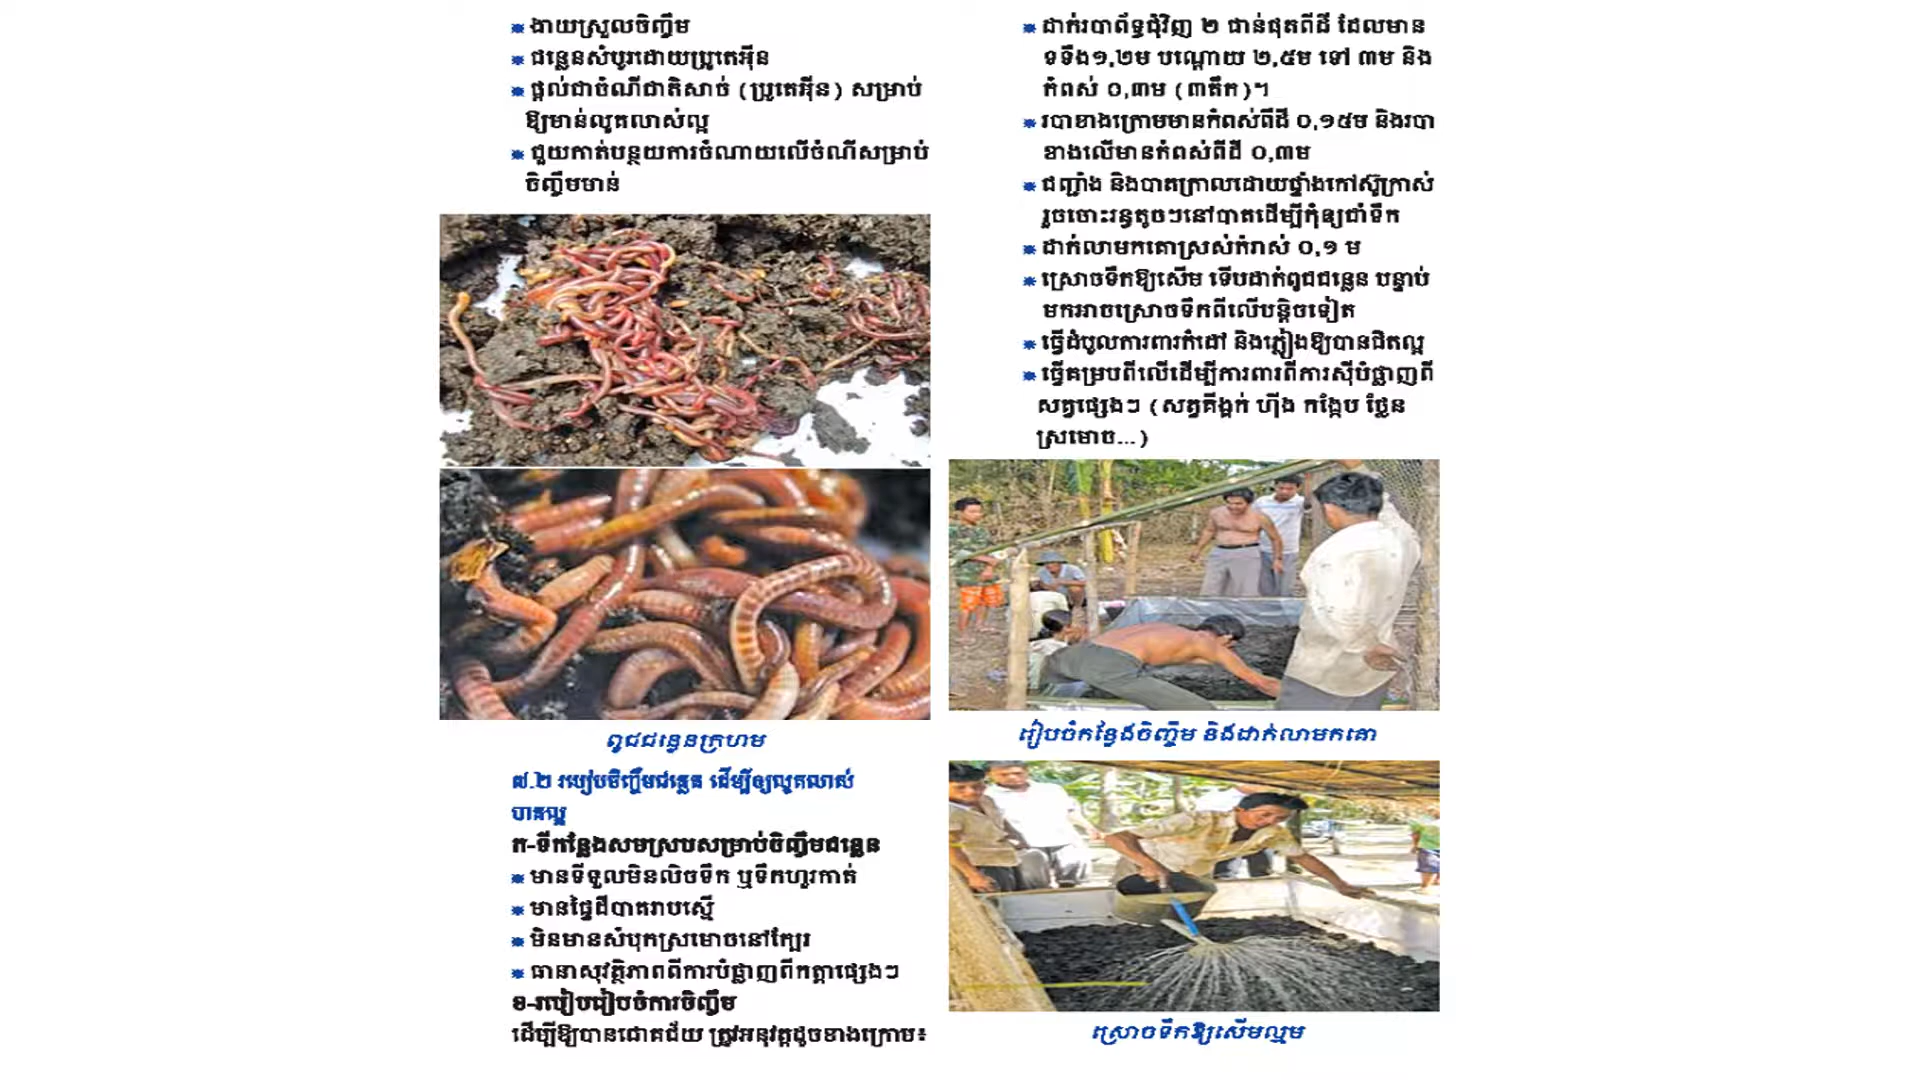 ងាយស្រួលចិញ្ចឹម
ជន្លេនសំបូរដោយប្រូតេអ៊ីន
ផ្តល់ជាចំណីជាតិសាច់ (ប្រូតេអ៊ីន) សម្រាប់
ឱ្យមាន់លូតលាស់ល្អ
ជួយកាត់បន្ថយការចំណាយលើចំណីសម្រាប់
ចិញ្ចឹមមាន់
ពូជជន្លេនក្រហម
៧.២ របៀបចិញ្ចឹមជន្លេន ដើម្បីឲ្យលូតលាស់
បានល្អ
ក-ទីកន្លែងសមស្របសម្រាប់ចិញ្ចឹមជន្លេន
មានទីទួលមិនលិចទឹក ឬទឹកហូរកាត់
មានផ្ទៃដីបាតរាបស្មើ
មិនមានសំបុកស្រមោចនៅក្បែរ
ធានាសុវត្ថិភាពពីការបំផ្លាញពីកត្តាផ្សេងៗ
ខ-របៀបរៀបចំការចិញ្ចឹម
ដើម្បីឱ្យបានជោគជ័យ ត្រូវអនុវត្តដូចខាងក្រោម៖
ដាក់របាព័ទ្ធជុំវិញ ២ ជាន់ផុតពីដី ដែលមាន
ទទឹង១,២ម បណ្តោយ ២,៥ម ទៅ ៣ម និង
កំពស់ ០,៣ម (៣តឹក)។
របាខាងក្រោមមានកំពស់ពីដី ០,១៥ម និងរបា
ខាងលើមានកំពស់ពីដី ០,៣ម
ជញ្ជាំង និងបាតក្រាលដោយផ្ទាំងកៅស៊ូក្រាស់
រួចចោះរន្ធតូចៗនៅបាតដើម្បីកុំឲ្យជាំទឹក
ដាក់លាមកគោស្រស់កំរាស់ ០,១ ម
ស្រោចទឹកឱ្យសើម ទើបដាក់ពូជជន្លេន បន្ទាប់
មកអាចស្រោចទឹកពីលើបន្តិចទៀត
ធ្វើដំបូលការពារកំដៅ និងភ្លៀងឱ្យបានជិតល្អ
ធ្វើគម្របពីលើដើម្បីការពារពីការស៊ីបំផ្លាញពី
សត្វផ្សេងៗ (សត្វគីង្គក់ ហ៊ីង កង្កែប ថ្លែន
ស្រមោច...)
រៀបចំកន្លែងចិញ្ចឹម និងដាក់លាមកគោ
ស្រោចទឹកឱ្យសើមល្មម